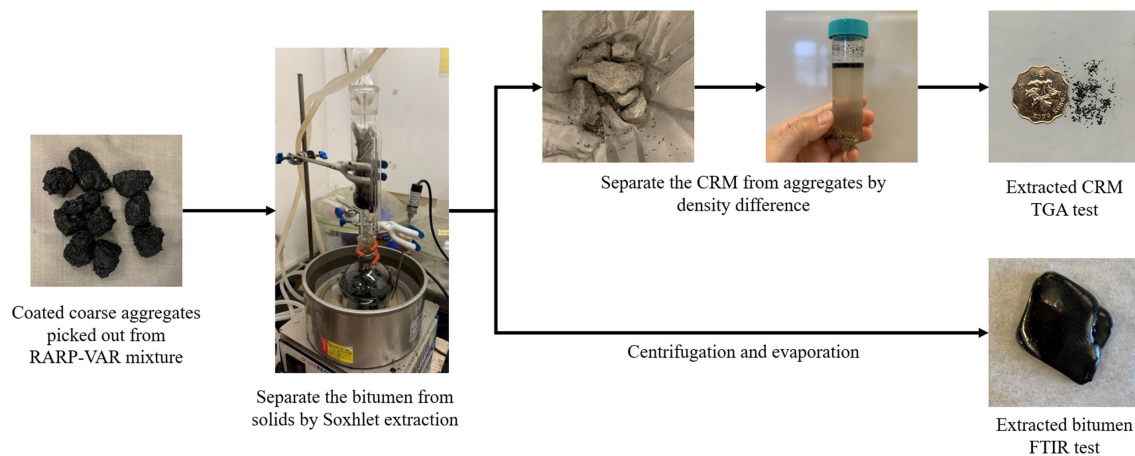 Coated coarse aggregates
picked out from
RARP-VAR mixture
Separate the bitumen from
solids by Soxhlet extraction
Separate the CRM from aggregates by
density difference
Extracted CRM
TGA test
Centrifugation and evaporation
Extracted bitumen
FTIR test